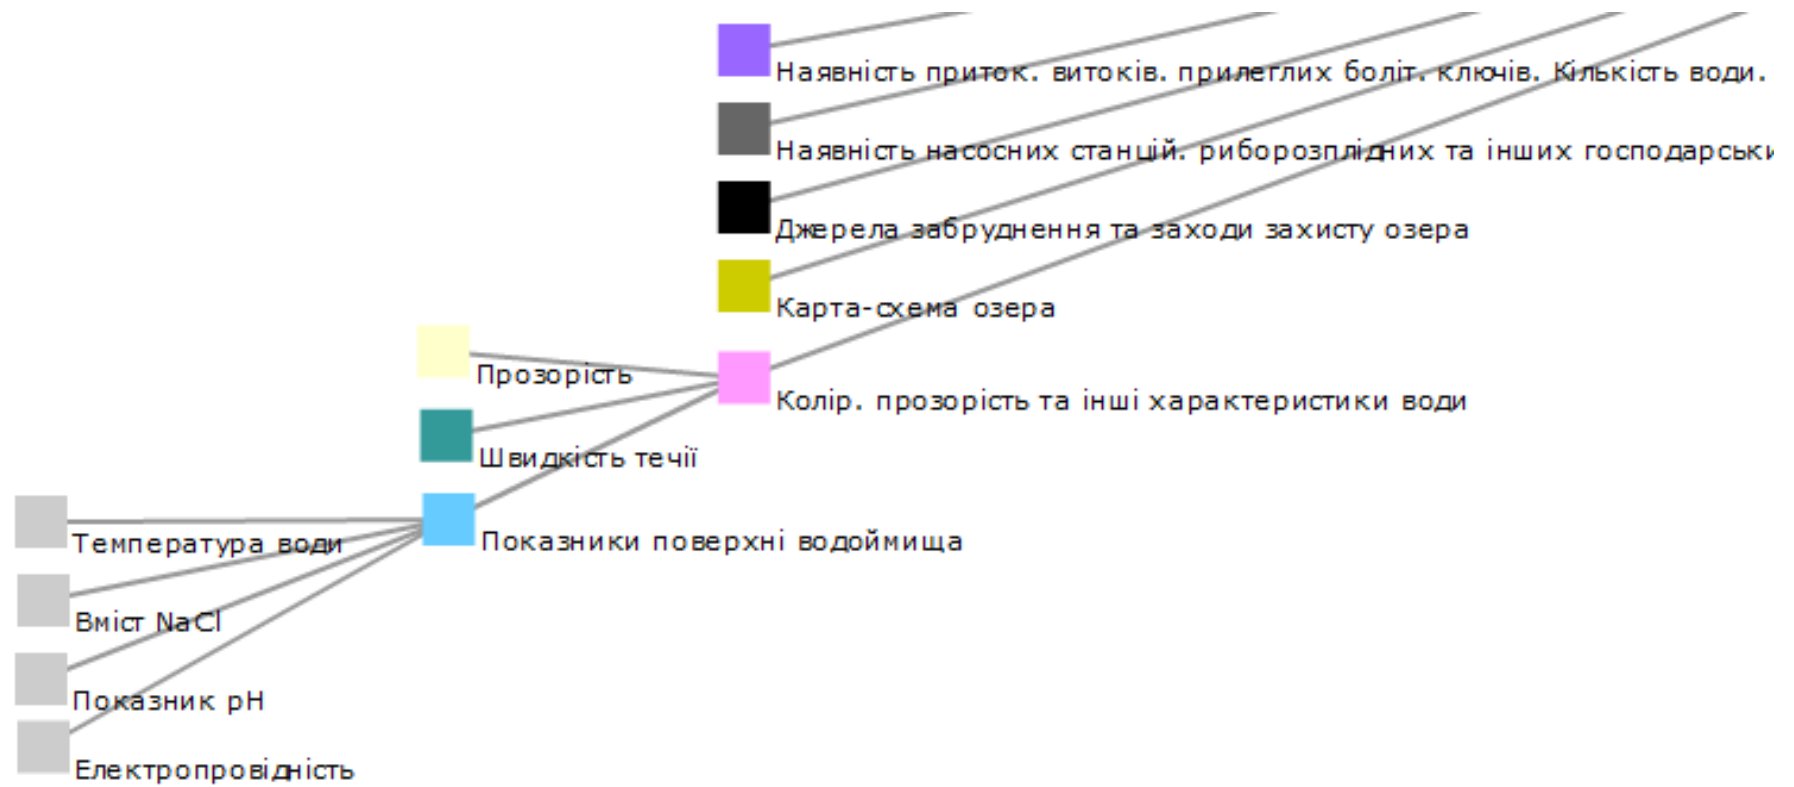 Наявність приток. витоків. прилеглих боліт. ключів. Кількість води.
Наявність насосних станцій. риборозплідних та інших господарськи
Джерела забруднення та заходи захисту озера
Карта-схема озера
Прозорість
Колір. прозорість та інші характеристики води
Швидкість течії
Показники поверхні водоймища
Температура води
Вміст NaCl
Показник pH
Електропровідність